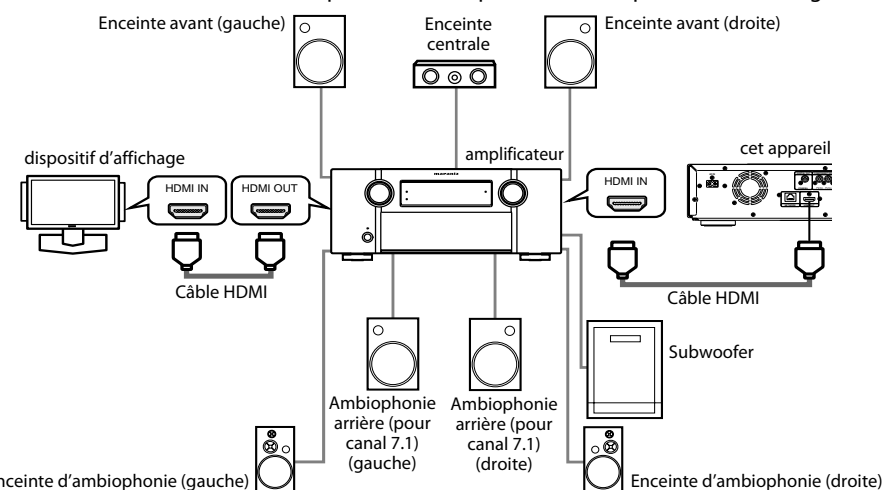 Enceinte avant (gauche)
Enceinte
centrale
Enceinte avant (droite)
dispositif d'affichage
amplificateur
cet appareil
HDMI IN
HDMI OUT
marantz
HDMI IN
Câble HDMI
Câble HDMI
Subwoofer
Ambiophonie
arrière (pour
canal 7.1)
(gauche)
Ambiophonie
arrière (pour
canal 7.1)
(droite)
nceinte d'ambiophonie (gauche)
Enceinte d'ambiophonie (droite)